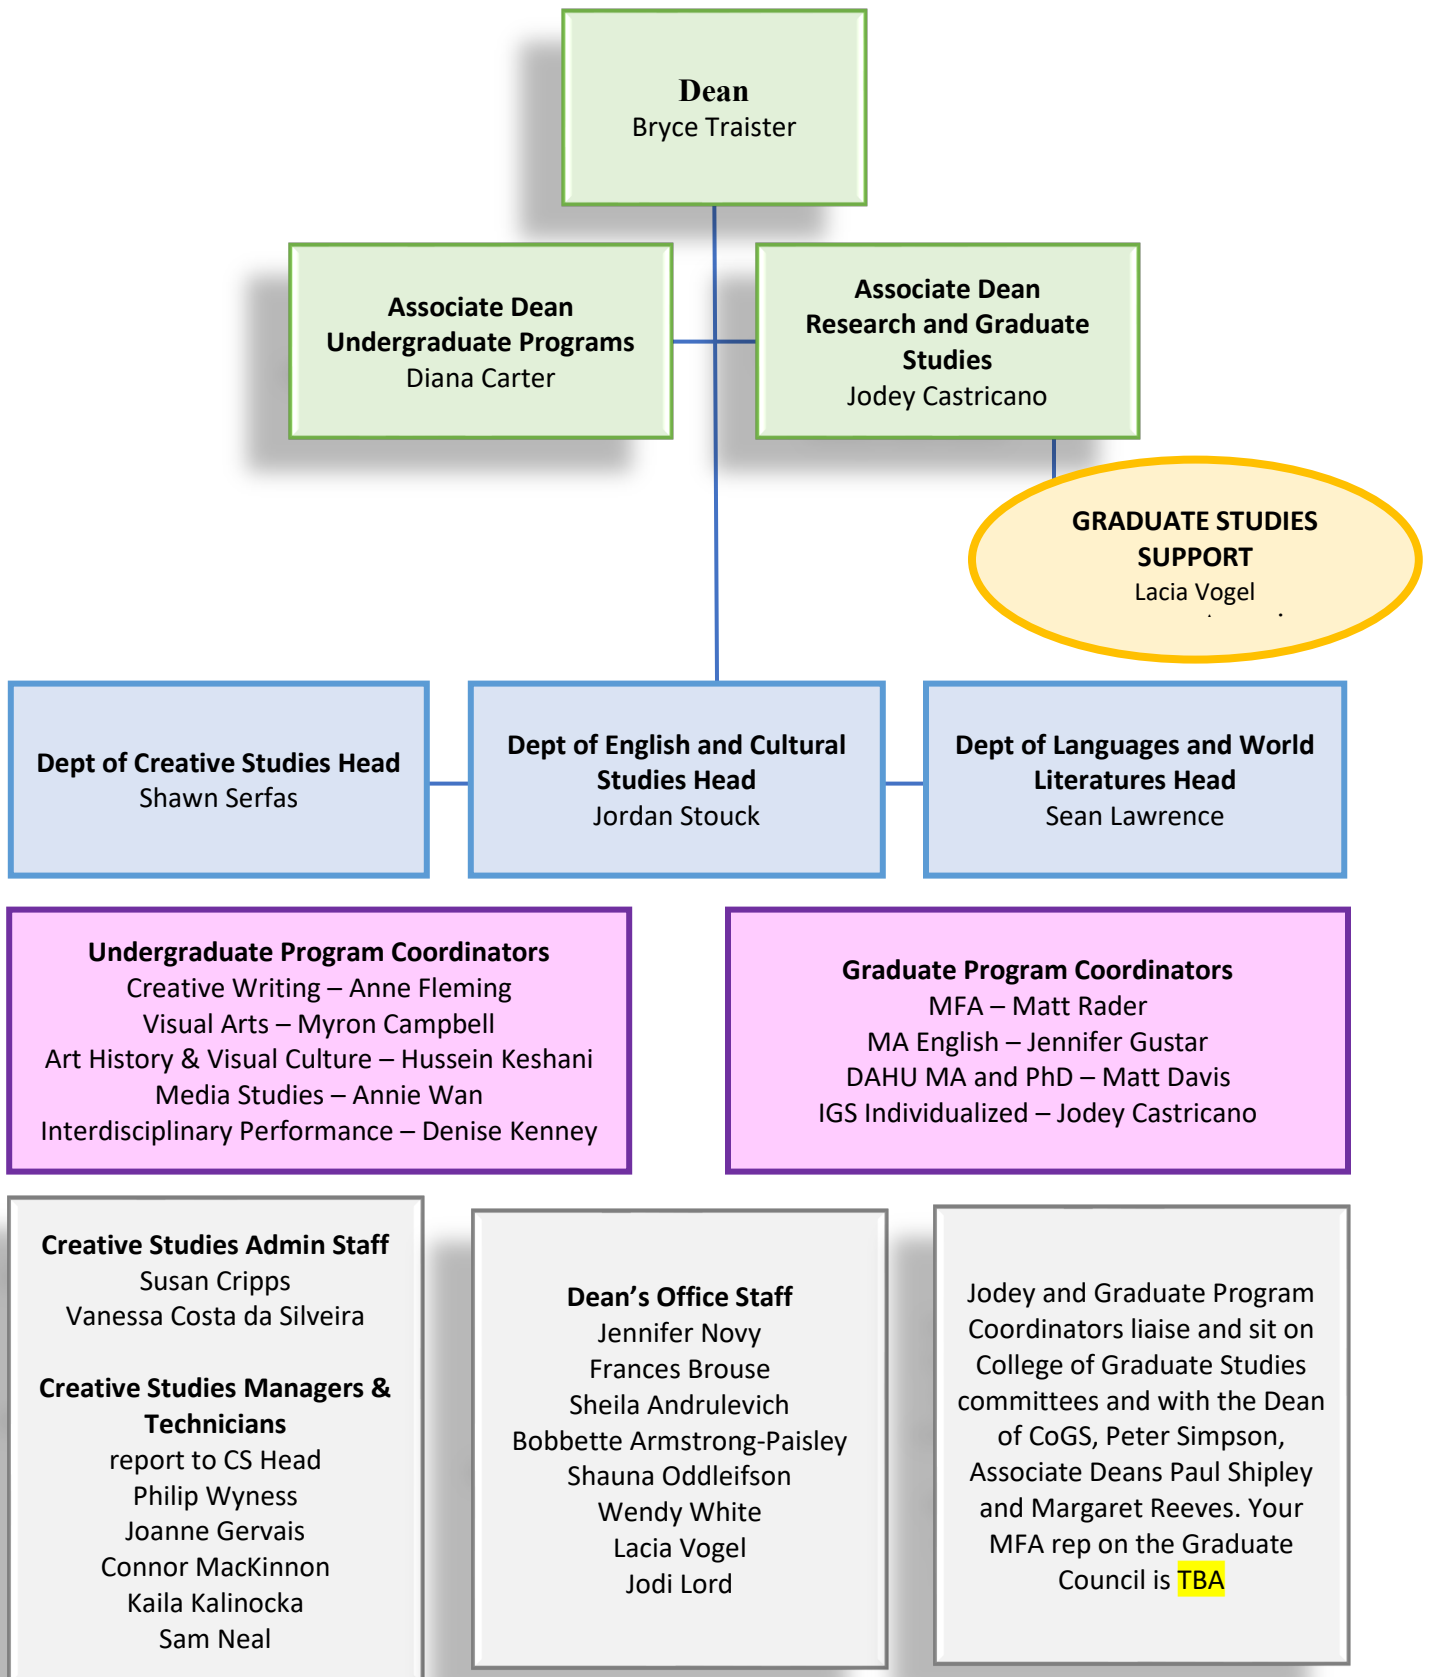 Dean
Bryce Traister
Associate Dean
Undergraduate Programs
Diana Carter
Associate Dean
Research and Graduate
Studies
Jodey Castricano
GRADUATE STUDIES
SUPPORT
Lacia Vogel
Dept of Creative Studies Head
Shawn Serfas
Dept of English and Cultural
Studies Head
Jordan Stouck
Dept of Languages and World
Literatures Head
Sean Lawrence
Undergraduate Program Coordinators
Creative Writing – Anne Fleming
Visual Arts – Myron Campbell
Art History & Visual Culture – Hussein Keshani
Media Studies – Annie Wan
Interdisciplinary Performance – Denise Kenney
Graduate Program Coordinators
MFA – Matt Rader
MA English – Jennifer Gustar
DAHU MA and PhD – Matt Davis
IGS Individualized – Jodey Castricano
Creative Studies Admin Staff
Susan Cripps
Vanessa Costa da Silveira
Creative Studies Managers &
Technicians
report to CS Head
Philip Wyness
Joanne Gervais
Connor MacKinnon
Kaila Kalinocka
Sam Neal
Dean’s Office Staff
Jennifer Novy
Frances Brouse
Sheila Andrulevich
Bobbette Armstrong-Paisley
Shauna Oddleifson
Wendy White
Lacia Vogel
Jodi Lord
Jodey and Graduate Program
Coordinators liaise and sit on
College of Graduate Studies
committees and with the Dean
of CoGS, Peter Simpson,
Associate Deans Paul Shipley
and Margaret Reeves. Your
MFA rep on the Graduate
Council is TBA